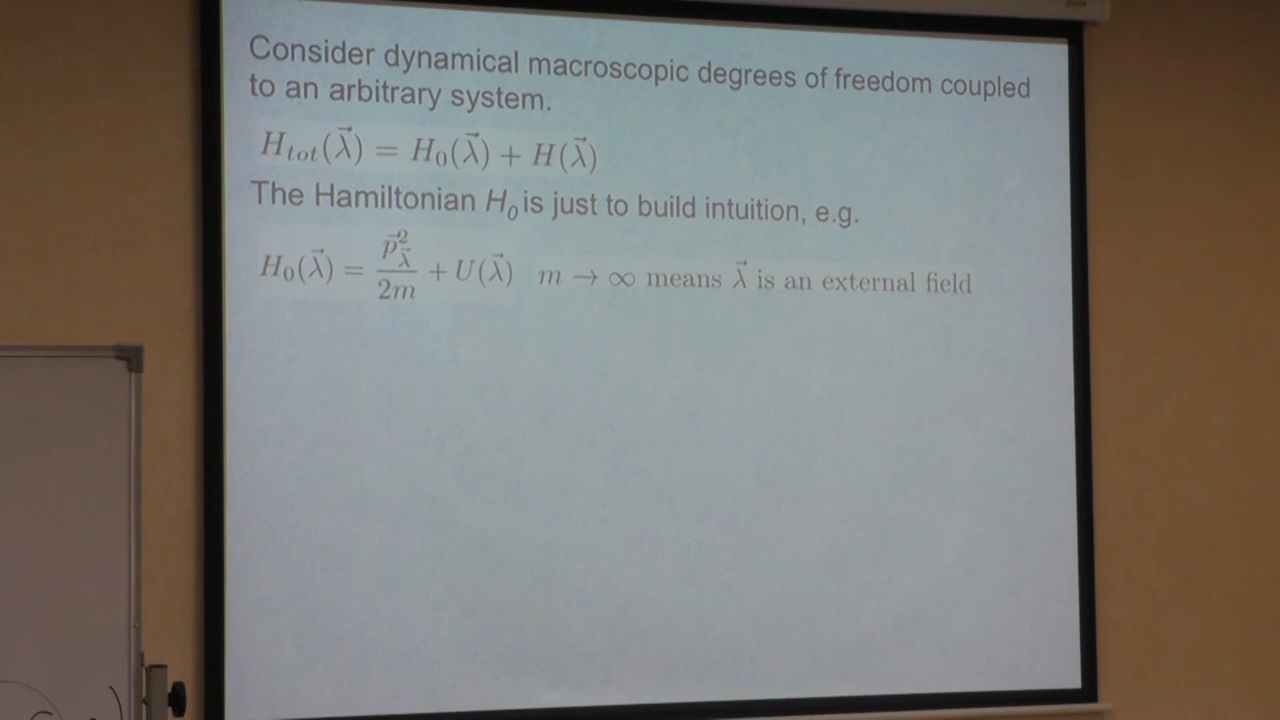 Consider dynamical macroscopic degrees of freedom coupled
to an arbitrary system.
$H_{tot}(\vec{\lambda}) = H_0(\vec{\lambda}) + H(\vec{\lambda})$
The Hamiltonian $H_0$ is just to build intuition, e.g.
$H_0(\vec{\lambda}) = \frac{\vec{p}_{\vec{\lambda}}^2}{2m} + U(\vec{\lambda})$ $m \to \infty$ means $\vec{\lambda}$ is an external field